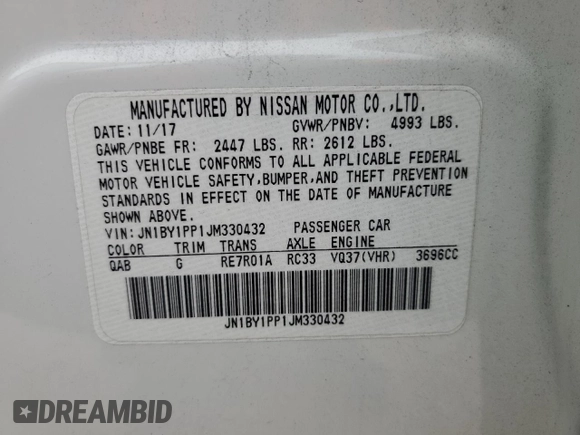 MANUFACTURED BY NISSAN MOTOR CO.,LTD.
DATE: 11/17 GVWR/PNBV: 4993 LBS.
GAWR/PNBE FR: 2447 LBS. RR: 2612 LBS.
THIS VEHICLE CONFORMS TO ALL APPLICABLE FEDERAL
MOTOR VEHICLE SAFETY,BUMPER,AND THEFT PREVENTION
STANDARDS IN EFFECT ON THE DATE OF MANUFACTURE
SHOWN ABOVE.
VIN: JN1BY1PP1JM330432 PASSENGER CAR
COLOR TRIM TRANS AXLE ENGINE
QAB G RE7R01A RC33 VQ37(VHR) 3696CC
JN1BY1PP1JM330432
DREAMBID